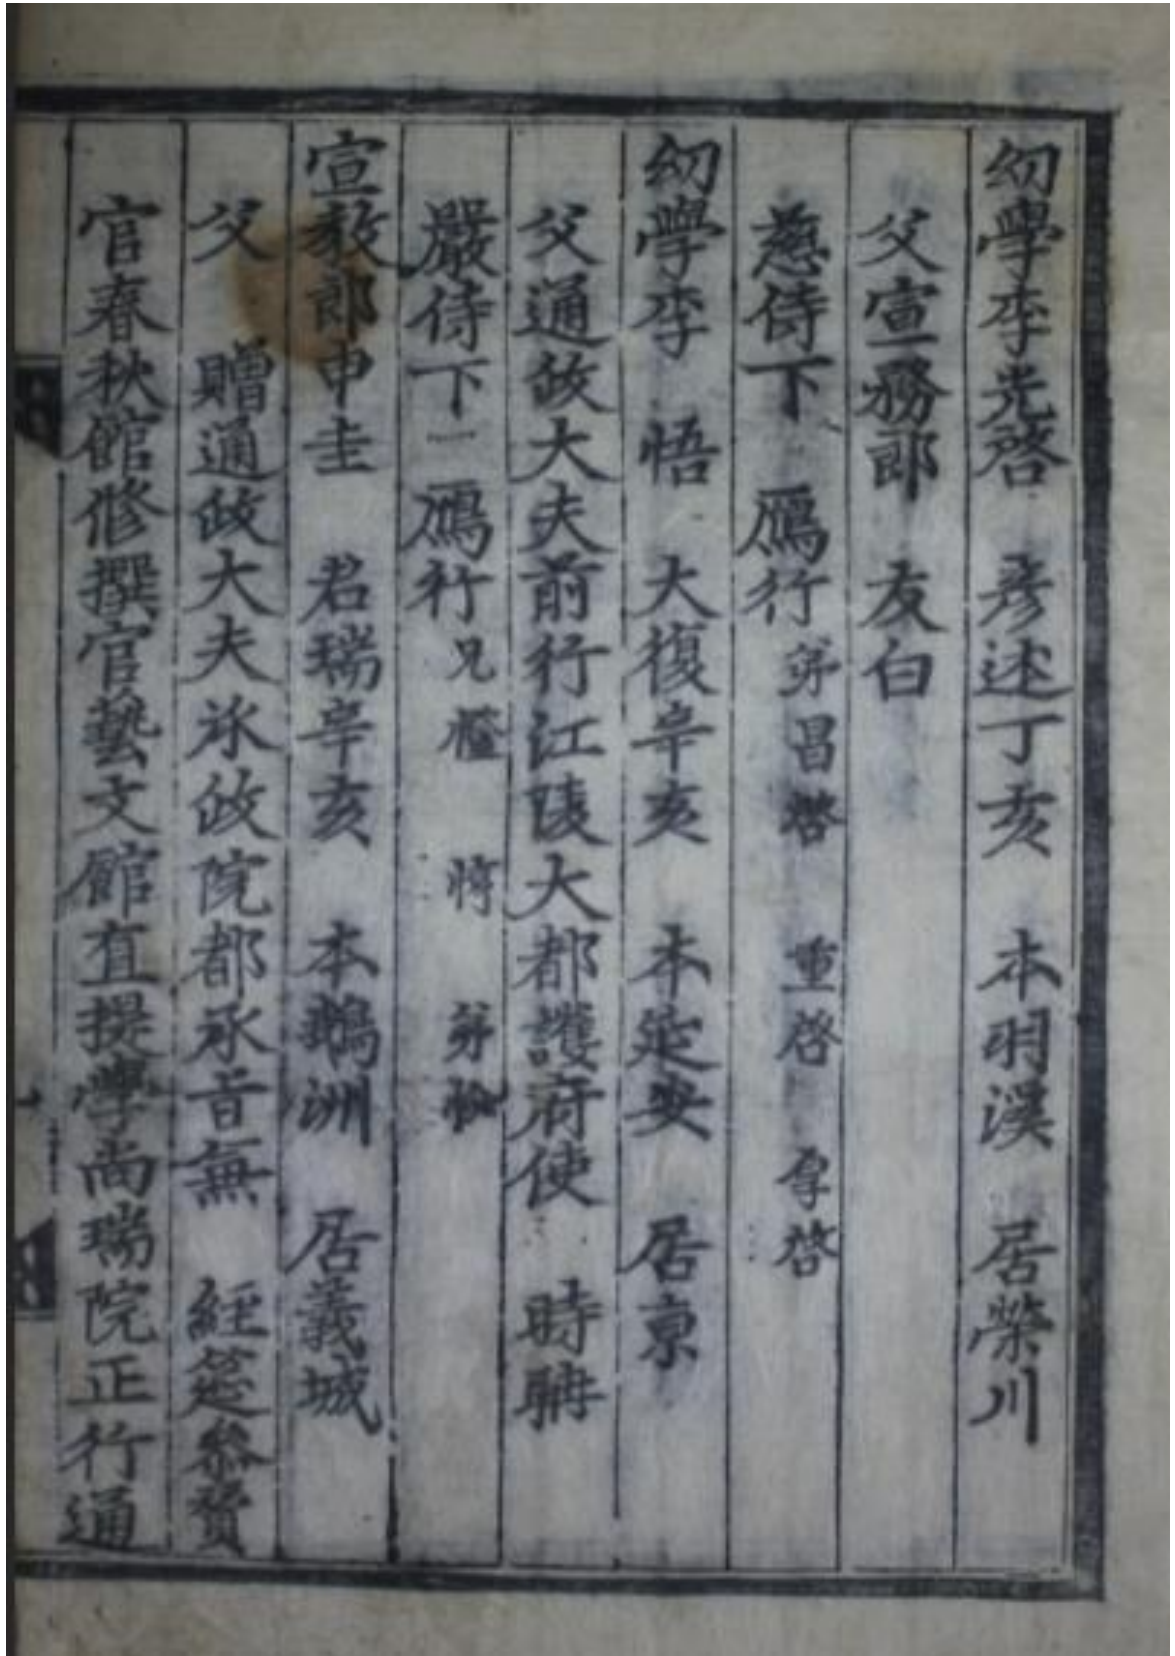 幼學李光啓 彦述丁亥 本明溪 居榮川
父宣務郎 友白
慈侍下 鴈行 弟昌啓 重啓 厚啓
幼學李 悟 大復辛亥 本延安 居京
父通政大夫前行江陵大都護府使 時聃
嚴侍下 鴈行 兄 弟
宣教郎申圭 君瑞辛亥 本鵝洲 居義城
父 贈通政大夫承政院都承旨兼 經筵叅賛
官春秋館修撰官藝文館直提學尚瑞院正行通